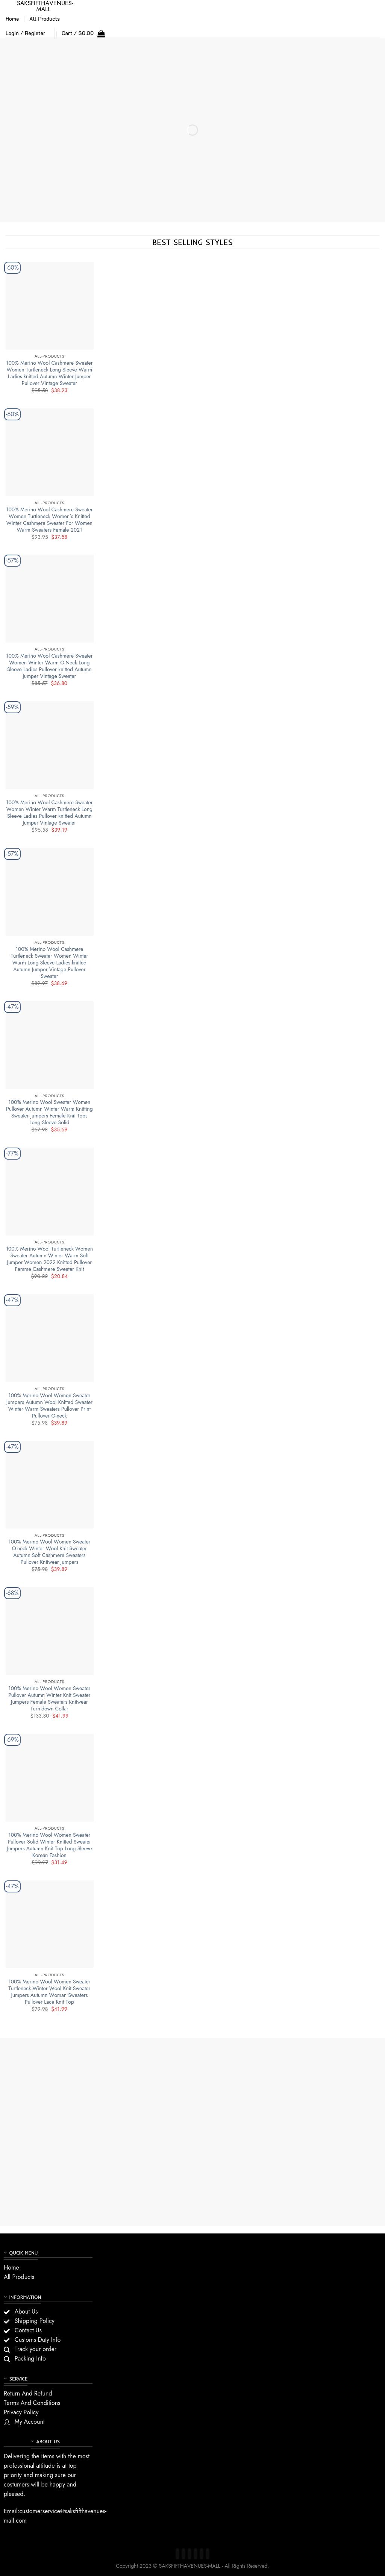 SAKSFIFTHAVENUES-
MALL
Home
All Products
Login / Register
Cart / $0.00
BEST SELLING STYLES
-60%
ALL PRODUCTS
100% Merino Wool Cashmere Sweater
Women Turtleneck Long Sleeve Warm
Ladies knitted Autumn Winter Jumper
Pullover Vintage Sweater
$95.58 $38.23
-60%
ALL PRODUCTS
100% Merino Wool Cashmere Sweater
Women Turtleneck Women's Knitted
Winter Cashmere Sweater For Women
Warm Sweaters Female 2021
$93.95 $37.58
-57%
ALL PRODUCTS
100% Merino Wool Cashmere Sweater
Women Winter Warm O-Neck Long
Sleeve Ladies Pullover knitted Autumn
Jumper Vintage Sweater
$85.57 $36.80
-59%
ALL PRODUCTS
100% Merino Wool Cashmere Sweater
Women Winter Warm Turtleneck Long
Sleeve Ladies Pullover knitted Autumn
Jumper Vintage Sweater
$95.58 $39.19
-57%
ALL PRODUCTS
100% Merino Wool Cashmere
Turtleneck Sweater Women Winter
Warm Long Sleeve Ladies knitted
Autumn Jumper Vintage Pullover
Sweater
$89.97 $38.69
-47%
ALL PRODUCTS
100% Merino Wool Sweater Women
Pullover Autumn Winter Warm Knitting
Sweater Jumpers Female Knit Tops
Long Sleeve Solid
$67.98 $35.69
-77%
ALL PRODUCTS
100% Merino Wool Turtleneck Women
Sweater Autumn Winter Warm Soft
Jumper Women 2022 Knitted Pullover
Femme Cashmere Sweater Knit
$90.22 $20.84
-47%
ALL PRODUCTS
100% Merino Wool Women Sweater
Jumpers Autumn Wool Knitted Sweater
Winter Warm Sweaters Pullover Print
Pullover O-neck
$75.98 $39.89
-47%
ALL PRODUCTS
100% Merino Wool Women Sweater
O-neck Winter Wool Knit Sweater
Autumn Soft Cashmere Sweaters
Pullover Knitwear Jumpers
$75.98 $39.89
-68%
ALL PRODUCTS
100% Merino Wool Women Sweater
Pullover Autumn Winter Knit Sweater
Jumpers Female Sweaters Knitwear
Turn-down Collar
$133.30 $41.99
-69%
ALL PRODUCTS
100% Merino Wool Women Sweater
Pullover Solid Winter Knitted Sweater
Jumpers Autumn Knit Top Long Sleeve
Korean Fashion
$99.97 $31.49
-47%
ALL PRODUCTS
100% Merino Wool Women Sweater
Turtleneck Winter Wool Knit Sweater
Jumpers Autumn Woman Sweaters
Pullover Lace Knit Top
$79.98 $41.99
QUCIK MENU
Home
All Products
INFORMATION
About Us
Shipping Policy
Contact Us
Customs Duty Info
Track your order
Packing Info
SERVICE
Return And Refund
Terms And Conditions
Privacy Policy
My Account
ABOUT US
Delivering the items with the most
professional attitude is at top
priority and making sure our
costumers will be happy and
pleased.
Email:customerservice@saksfifthavenues-
mall.com
Copyright 2023 © SAKSFIFTHAVENUES-MALL . All Rights Reserved.